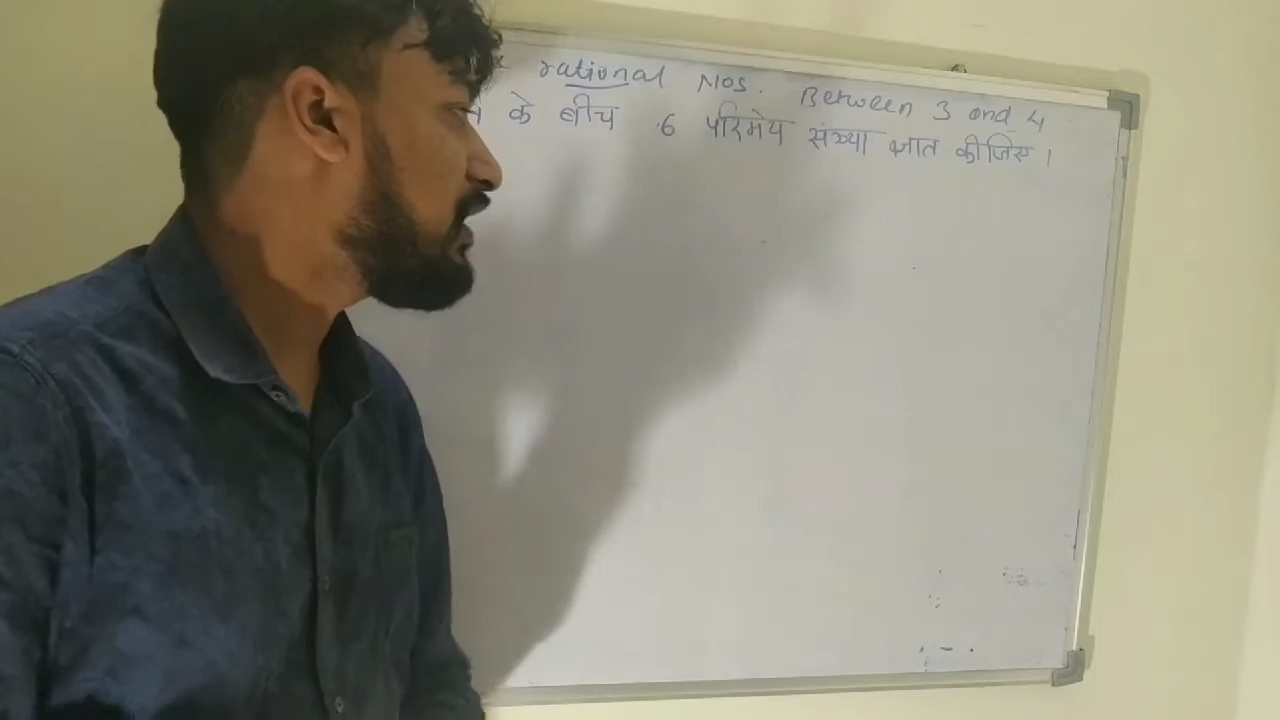 rational Nos. Between 3 and 4
के बीच 6 परिमेय संख्या ज्ञात कीजिए।